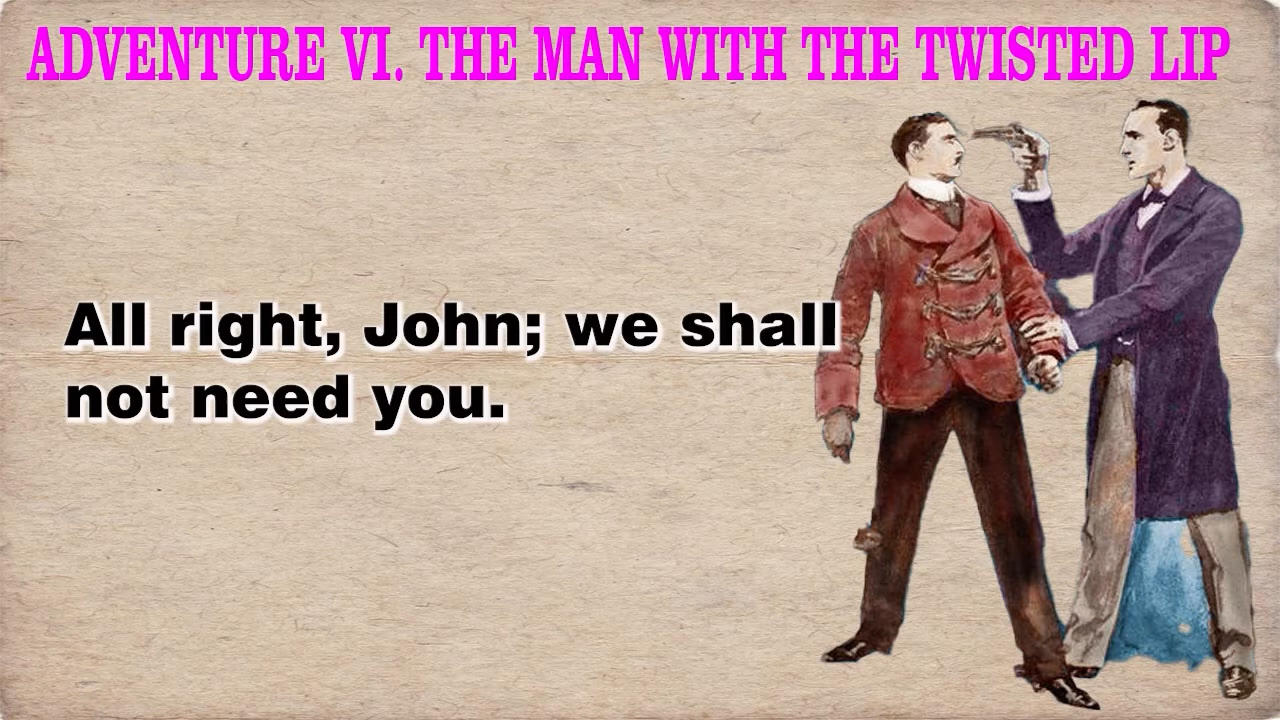 ADVENTURE VI. THE MAN WITH THE TWISTED LIP
All right, John; we shall
not need you.